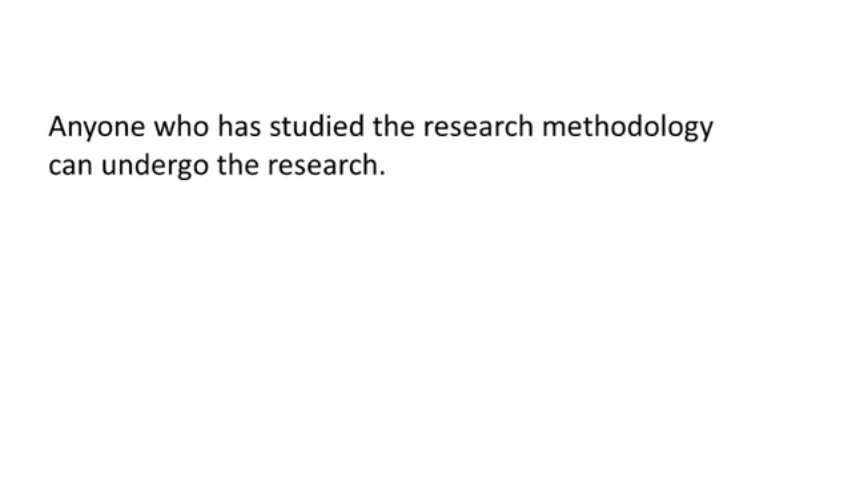 Anyone who has studied the research methodology
can undergo the research.